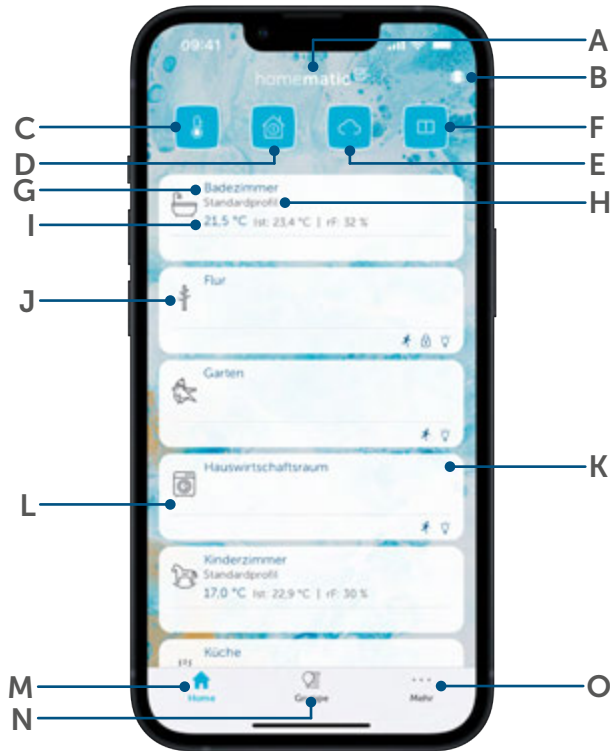 09:41
A
homematic IP
B
C
D
E
F
G
Badezimmer
Standardprofil
H
I
21,5 °C Ist: 23,4 °C | rF: 32 %
J
Flur
Garten
Hauswirtschaftsraum
K
L
Kinderzimmer
Standardprofil
17,0 °C Ist: 22,9 °C | rF: 30 %
Küche
M
Home
N
Gruppe
Mehr
O